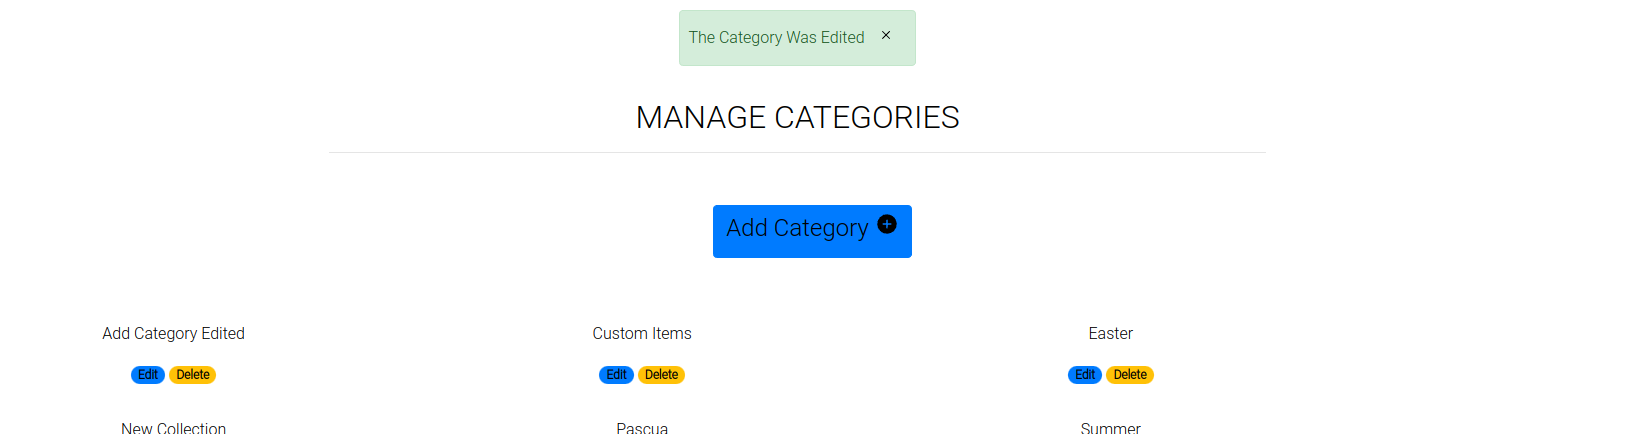 The Category Was Edited ×
MANAGE CATEGORIES
Add Category
Add Category Edited
Custom Items
Easter
Edit Delete
Edit Delete
Edit Delete
New Collection
Pascua
Summer